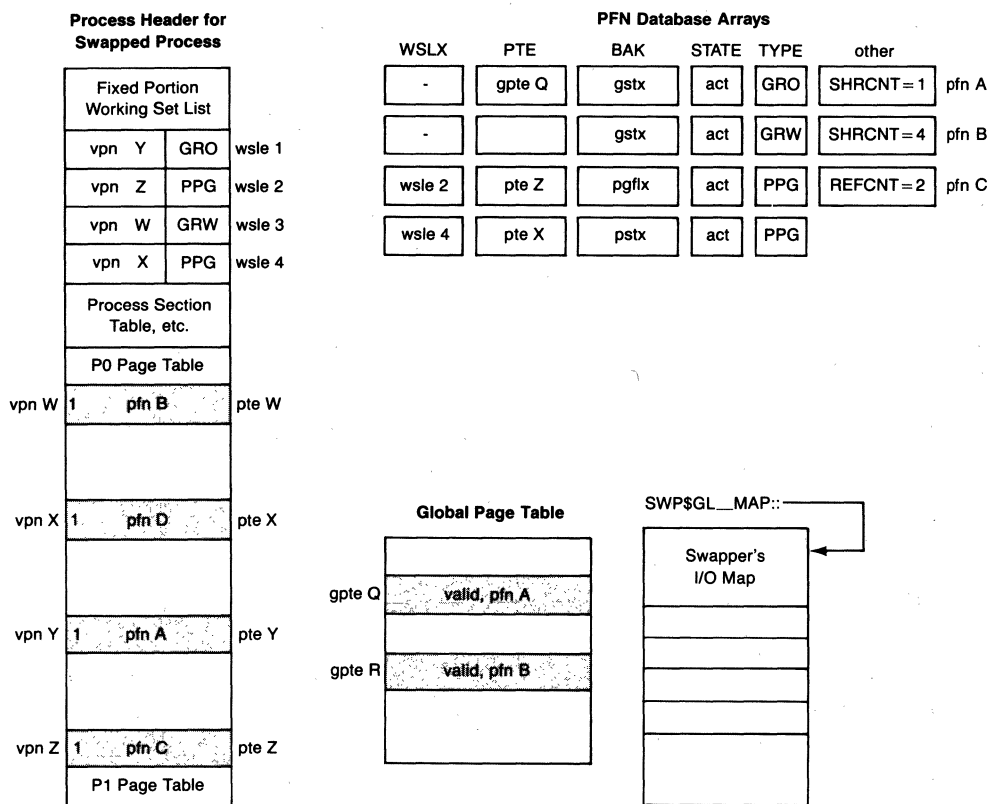 Process Header for
Swapped Process
Fixed Portion
Working Set List
vpn Y GRO wsle 1
vpn Z PPG wsle 2
vpn W GRW wsle 3
vpn X PPG wsle 4
Process Section
Table, etc.
P0 Page Table
vpn W 1 pfn B pte W
vpn X 1 pfn D pte X
vpn Y 1 pfn A pte Y
vpn Z 1 pfn C pte Z
P1 Page Table
PFN Database Arrays
WSLX PTE BAK STATE TYPE other
- gpte Q gstx act GRO SHRCNT=1 pfn A
- gstx act GRW SHRCNT=4 pfn B
wsle 2 pte Z pgflx act PPG REFCNT=2 pfn C
wsle 4 pte X pstx act PPG
Global Page Table
gpte Q valid, pfn A
gpte R valid, pfn B
SWP$GL__MAP::
Swapper's
I/O Map